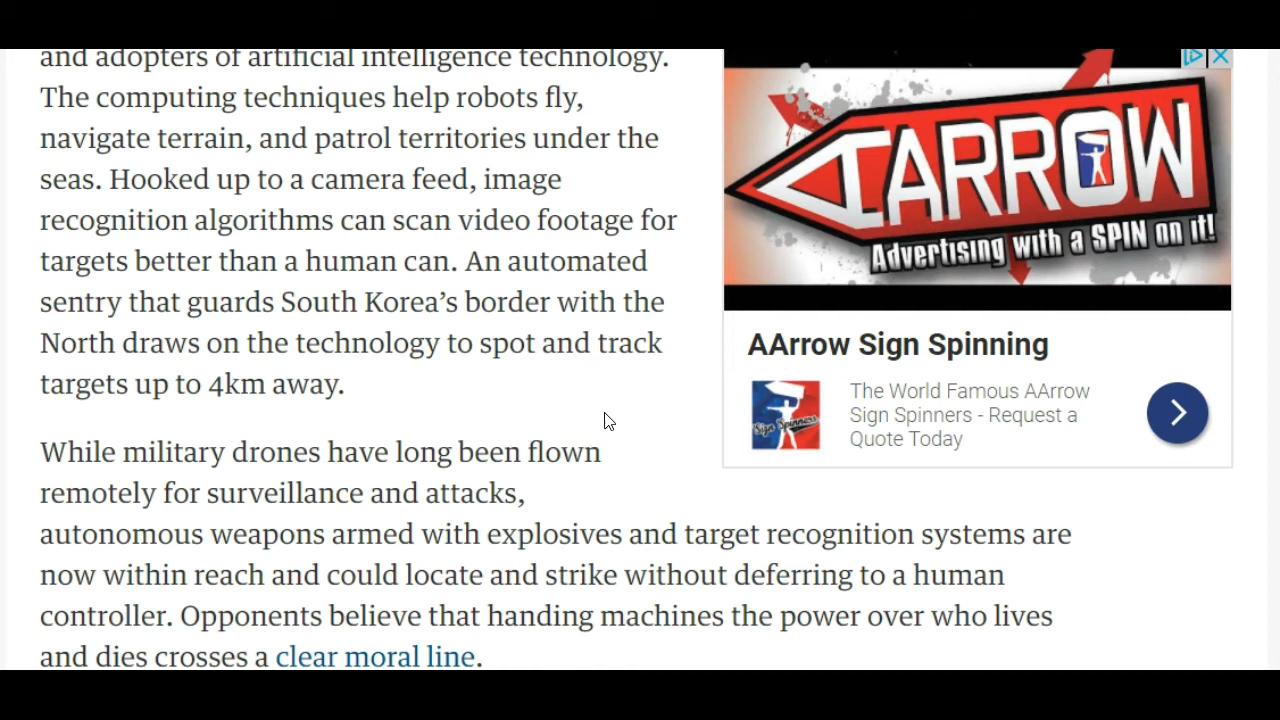 and adopters of artificial intelligence technology.
The computing techniques help robots fly,
navigate terrain, and patrol territories under the
seas. Hooked up to a camera feed, image
recognition algorithms can scan video footage for
targets better than a human can. An automated
sentry that guards South Korea’s border with the
North draws on the technology to spot and track
targets up to 4km away.
While military drones have long been flown
remotely for surveillance and attacks,
autonomous weapons armed with explosives and target recognition systems are
now within reach and could locate and strike without deferring to a human
controller. Opponents believe that handing machines the power over who lives
and dies crosses a clear moral line.
AARROW
Advertising with a SPIN on it!
AArrow Sign Spinning
Sign Spinners
The World Famous AArrow
Sign Spinners - Request a
Quote Today